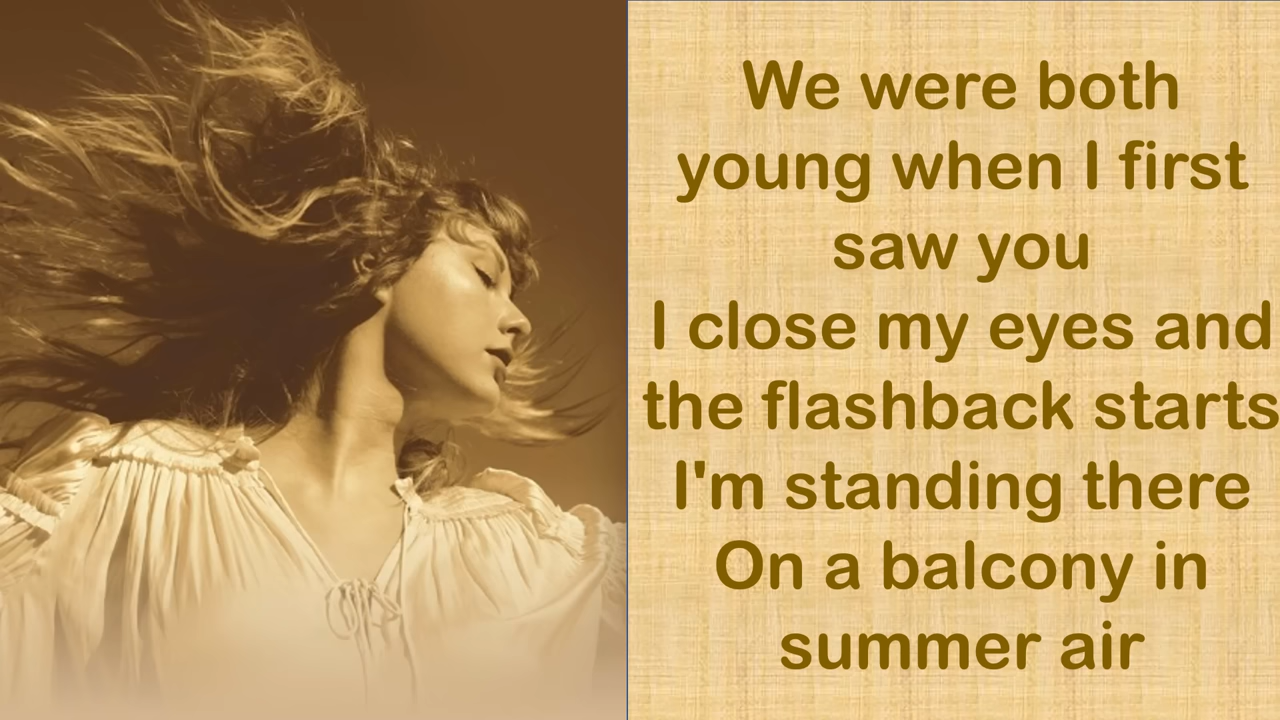 We were both
young when I first
saw you
I close my eyes and
the flashback starts
I'm standing there
On a balcony in
summer air